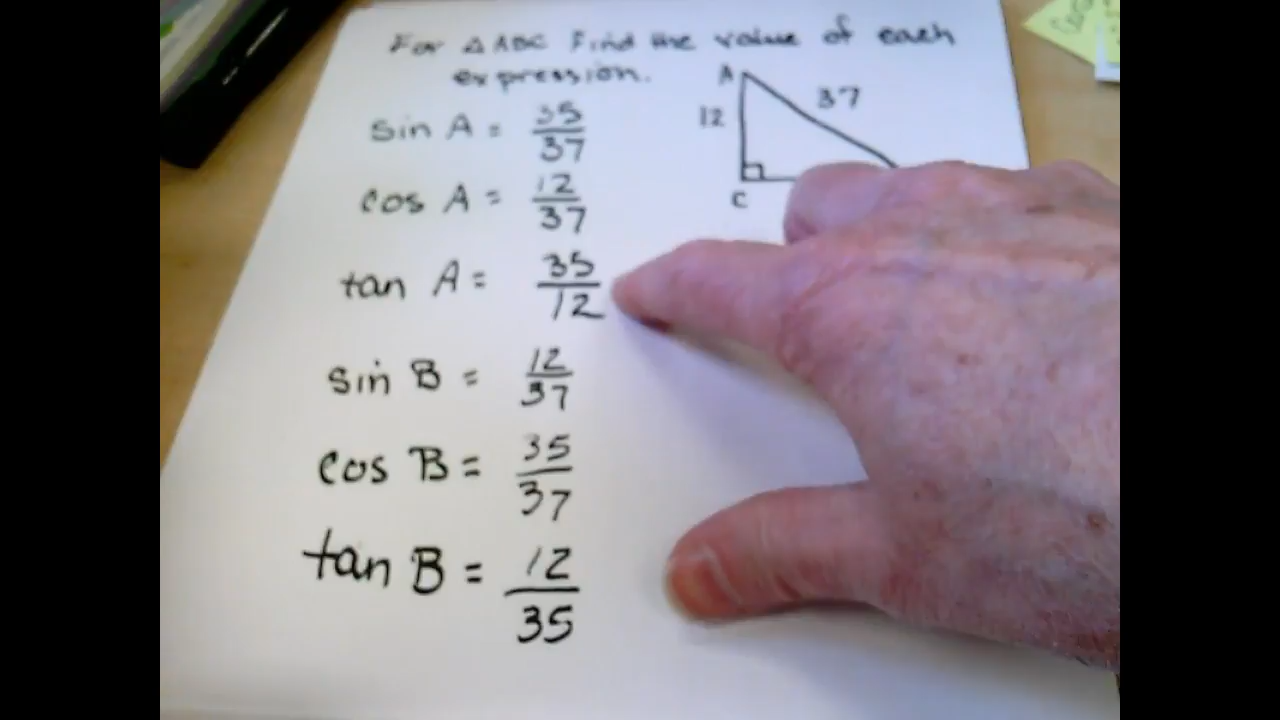 For △ABC Find the value of each
expression.
A
37
12
C
sin A = 35/37
cos A = 12/37
tan A = 35/12
sin B = 12/37
cos B = 35/37
tan B = 12/35